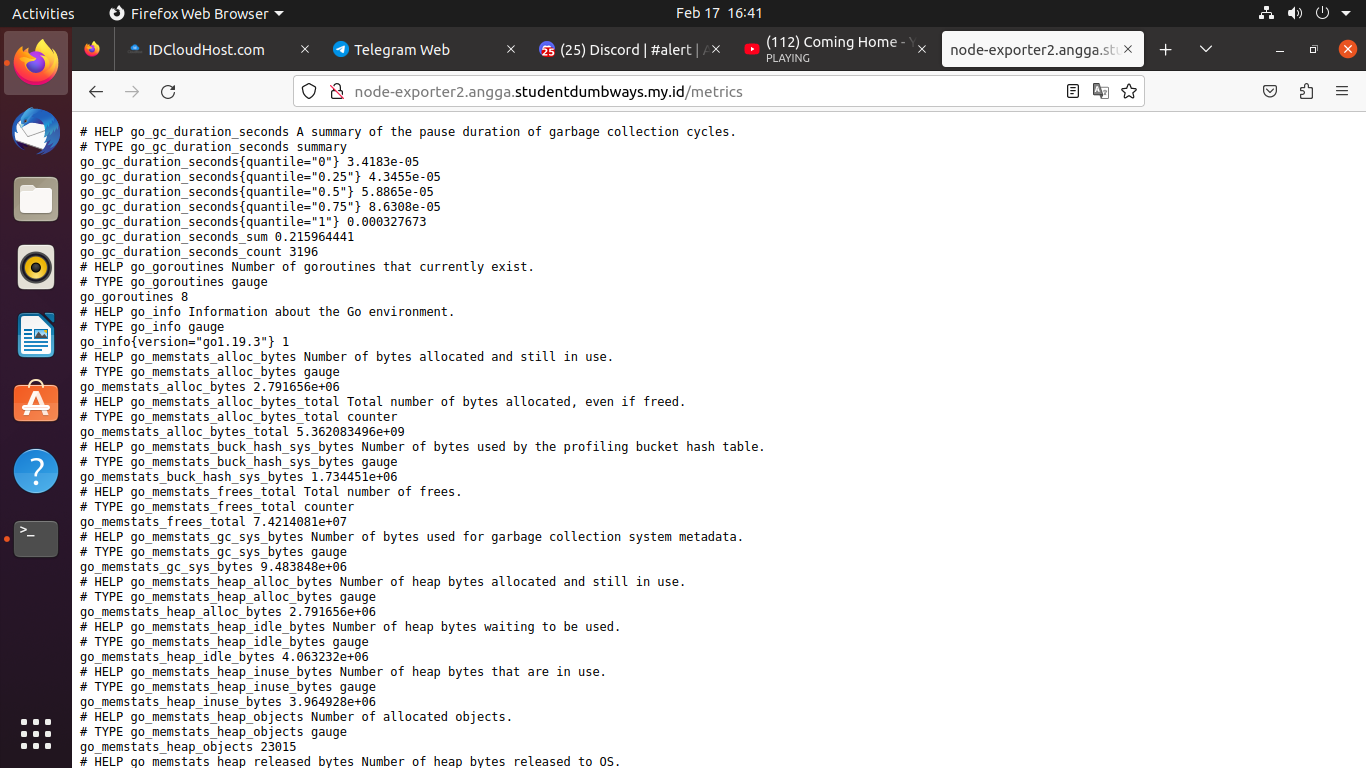 Activities
Firefox Web Browser
Feb 17 16:41
IDCloudHost.com
Telegram Web
25
(25) Discord | #alert |
(112) Coming Home -
PLAYING
node-exporter2.angga.stu
node-exporter2.angga.studentdumbways.my.id/metrics
# HELP go_gc_duration_seconds A summary of the pause duration of garbage collection cycles.
# TYPE go_gc_duration_seconds summary
go_gc_duration_seconds{quantile="0"} 3.4183e-05
go_gc_duration_seconds{quantile="0.25"} 4.3455e-05
go_gc_duration_seconds{quantile="0.5"} 5.8865e-05
go_gc_duration_seconds{quantile="0.75"} 8.6308e-05
go_gc_duration_seconds{quantile="1"} 0.000327673
go_gc_duration_seconds_sum 0.215964441
go_gc_duration_seconds_count 3196
# HELP go_goroutines Number of goroutines that currently exist.
# TYPE go_goroutines gauge
go_goroutines 8
# HELP go_info Information about the Go environment.
# TYPE go_info gauge
go_info{version="go1.19.3"} 1
# HELP go_memstats_alloc_bytes Number of bytes allocated and still in use.
# TYPE go_memstats_alloc_bytes gauge
go_memstats_alloc_bytes 2.791656e+06
# HELP go_memstats_alloc_bytes_total Total number of bytes allocated, even if freed.
# TYPE go_memstats_alloc_bytes_total counter
go_memstats_alloc_bytes_total 5.362083496e+09
# HELP go_memstats_buck_hash_sys_bytes Number of bytes used by the profiling bucket hash table.
# TYPE go_memstats_buck_hash_sys_bytes gauge
go_memstats_buck_hash_sys_bytes 1.734451e+06
# HELP go_memstats_frees_total Total number of frees.
# TYPE go_memstats_frees_total counter
go_memstats_frees_total 7.4214081e+07
# HELP go_memstats_gc_sys_bytes Number of bytes used for garbage collection system metadata.
# TYPE go_memstats_gc_sys_bytes gauge
go_memstats_gc_sys_bytes 9.483848e+06
# HELP go_memstats_heap_alloc_bytes Number of heap bytes allocated and still in use.
# TYPE go_memstats_heap_alloc_bytes gauge
go_memstats_heap_alloc_bytes 2.791656e+06
# HELP go_memstats_heap_idle_bytes Number of heap bytes waiting to be used.
# TYPE go_memstats_heap_idle_bytes gauge
go_memstats_heap_idle_bytes 4.063232e+06
# HELP go_memstats_heap_inuse_bytes Number of heap bytes that are in use.
# TYPE go_memstats_heap_inuse_bytes gauge
go_memstats_heap_inuse_bytes 3.964928e+06
# HELP go_memstats_heap_objects Number of allocated objects.
# TYPE go_memstats_heap_objects gauge
go_memstats_heap_objects 23015
# HELP go_memstats_heap_released_bytes Number of heap bytes released to OS.